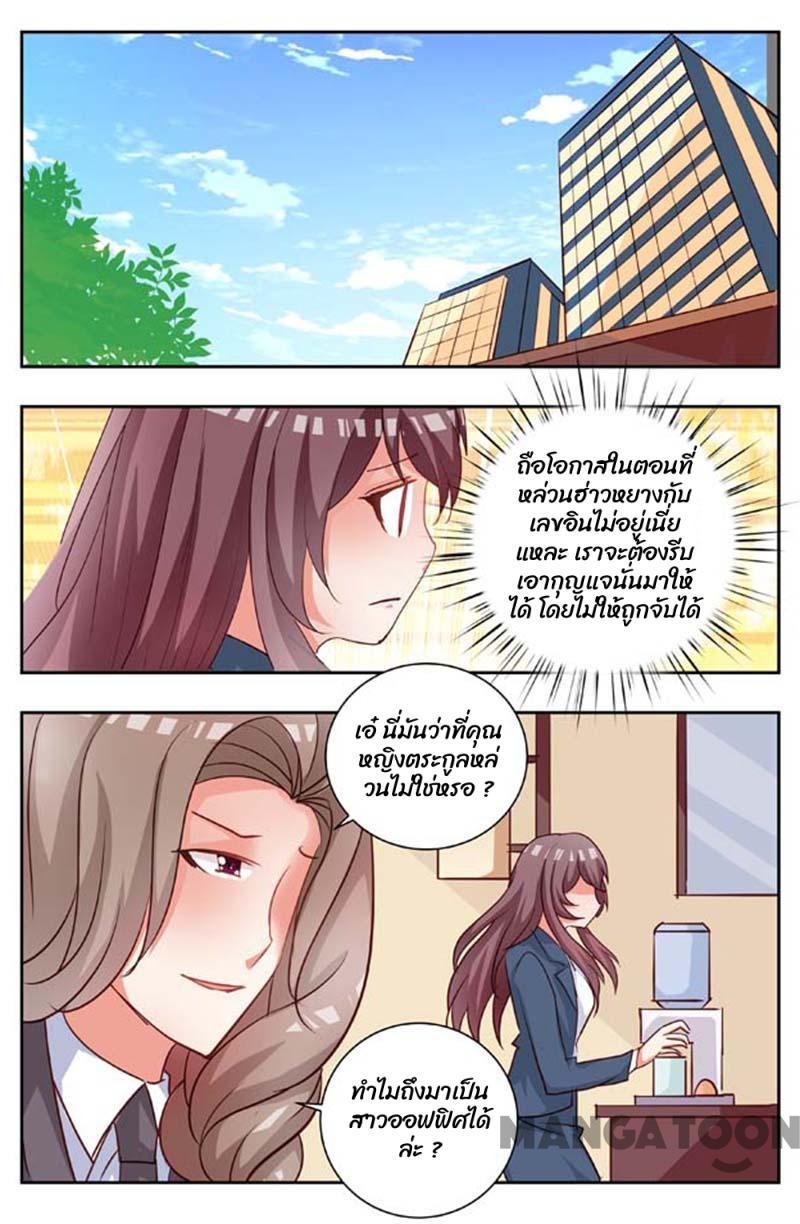 ถือโอกาสในตอนที่
หล่วนฮ่าวหยางกับ
เลขอินไม่อยู่เนี่ย
แหละ เราจะต้องรีบ
เอากุญแจนั่นมาให้
ได้ โดยไม่ให้ถูกจับได้
เอ๋ นี่มันว่าที่คุณ
หญิงตระกูลหล่
วนไม่ใช่หรอ ?
ทำไมถึงมาเป็น
สาวออฟฟิศได้
ล่ะ ?
MANGATOON